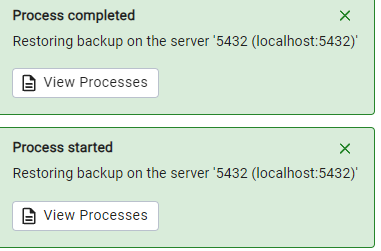 Process completed
Restoring backup on the server '5432 (localhost:5432)'
View Processes
Process started
Restoring backup on the server '5432 (localhost:5432)'
View Processes